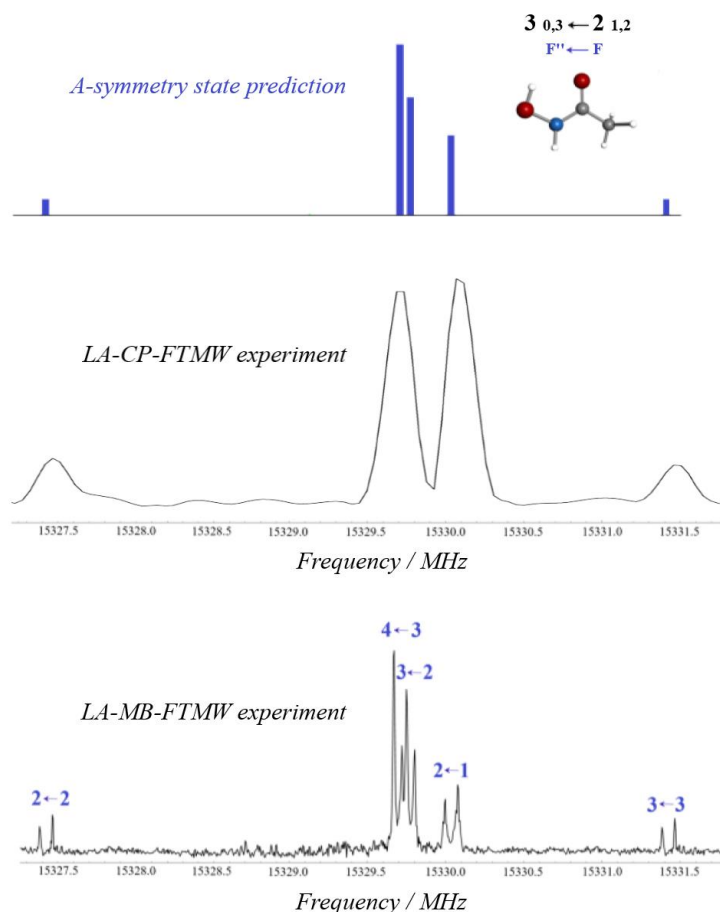 3 0,3 ← 2 1,2
F" ← F
A-symmetry state prediction
LA-CP-FTMW experiment
15327.5 15328.0 15328.5 15329.0 15329.5 15330.0 15330.5 15331.0 15331.5
Frequency / MHz
4←3
3←2
LA-MB-FTMW experiment
2←1
2←2
3←3
15327.5 15328.0 15328.5 15329.0 15329.5 15330.0 15330.5 15331.0 15331.5
Frequency / MHz